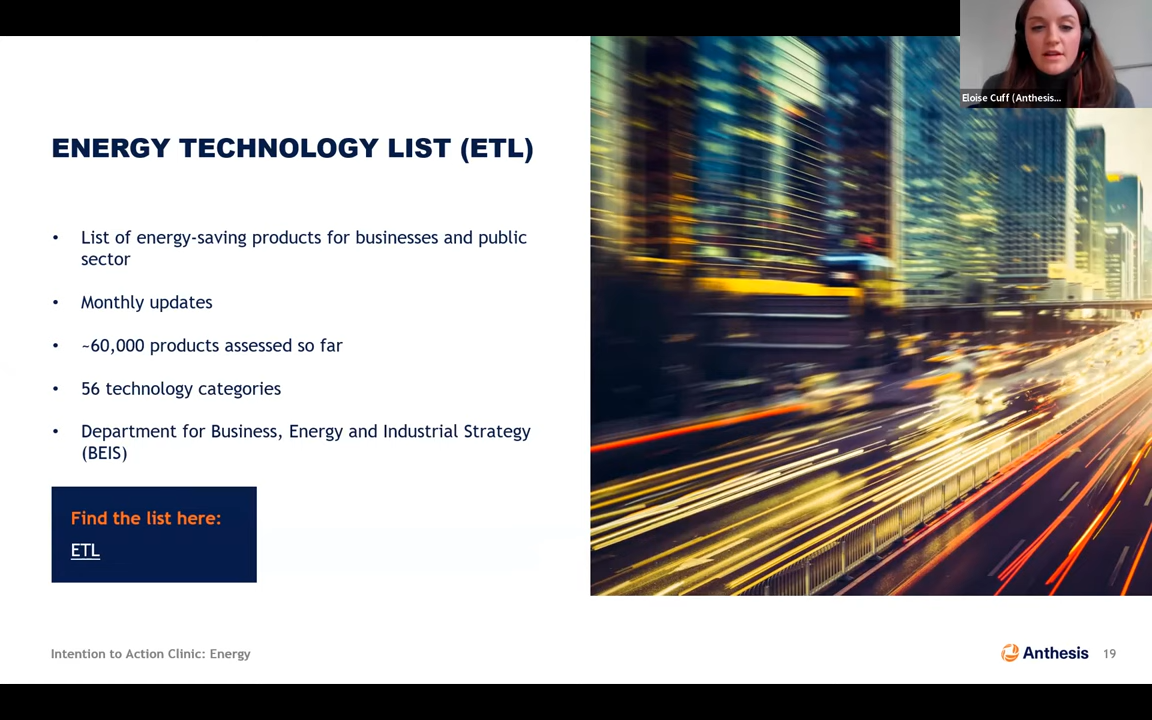 Eloise Cuff (Anthesis...
ENERGY TECHNOLOGY LIST (ETL)
• List of energy-saving products for businesses and public
sector
• Monthly updates
• ~60,000 products assessed so far
• 56 technology categories
• Department for Business, Energy and Industrial Strategy
(BEIS)
Find the list here:
ETL
Intention to Action Clinic: Energy
Anthesis 19